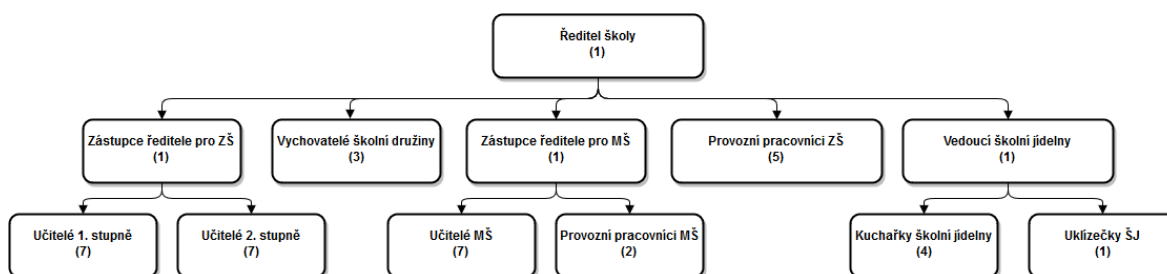 Ředitel školy
(1)
Zástupce ředitele pro ZŠ
(1)
Vychovatelé školní družiny
(3)
Zástupce ředitele pro MŠ
(1)
Provozní pracovníci ZŠ
(5)
Vedoucí školní jídelny
(1)
Učitelé 1. stupně
(7)
Učitelé 2. stupně
(7)
Učitelé MŠ
(7)
Provozní pracovníci MŠ
(2)
Kuchařky školní jídelny
(4)
Uklízečky ŠJ
(1)